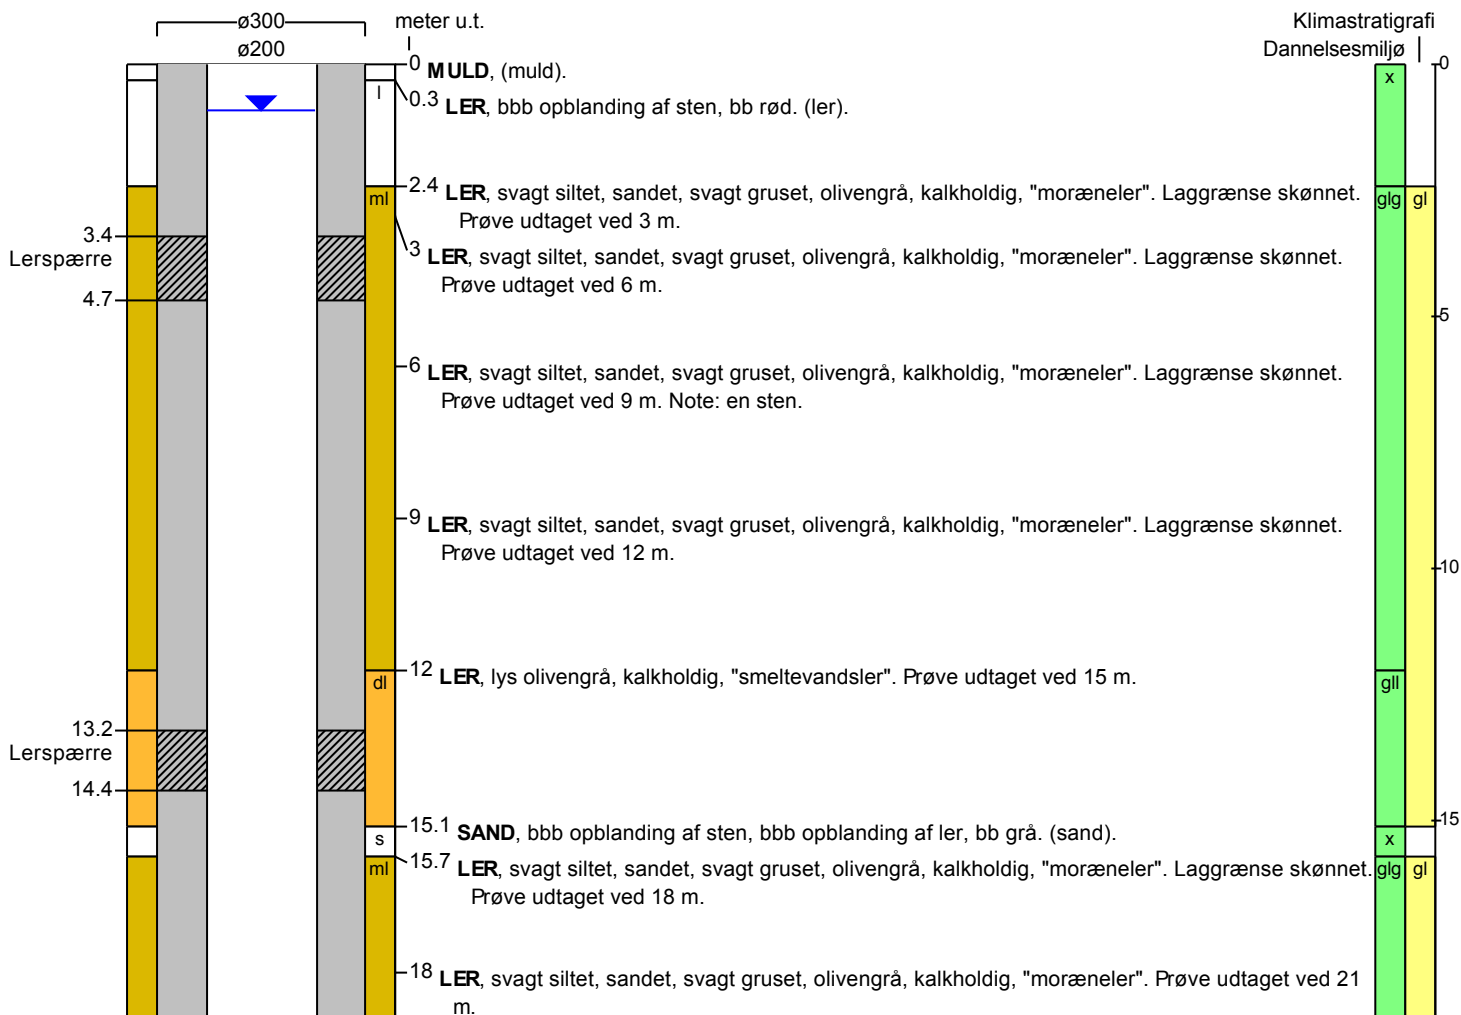 ø300
meter u.t.
Klimastratigrafi
ø200
Dannelsesmiljø
0 MULD, (muld).
0
x
l
0.3 LER, bbb opblanding af sten, bb rød. (ler).
2.4 LER, svagt siltet, sandet, svagt gruset, olivengrå, kalkholdig, "moræneler". Laggrænse skønnet.
Prøve udtaget ved 3 m.
ml
glg
gl
3.4
Lerspærre
4.7
3 LER, svagt siltet, sandet, svagt gruset, olivengrå, kalkholdig, "moræneler". Laggrænse skønnet.
Prøve udtaget ved 6 m.
5
6 LER, svagt siltet, sandet, svagt gruset, olivengrå, kalkholdig, "moræneler". Laggrænse skønnet.
Prøve udtaget ved 9 m. Note: en sten.
9 LER, svagt siltet, sandet, svagt gruset, olivengrå, kalkholdig, "moræneler". Laggrænse skønnet.
Prøve udtaget ved 12 m.
10
12 LER, lys olivengrå, kalkholdig, "smeltevandsler". Prøve udtaget ved 15 m.
dl
gll
13.2
Lerspærre
14.4
15
15.1 SAND, bbb opblanding af sten, bbb opblanding af ler, bb grå. (sand).
s
x
15.7 LER, svagt siltet, sandet, svagt gruset, olivengrå, kalkholdig, "moræneler". Laggrænse skønnet.
Prøve udtaget ved 18 m.
ml
glg
gl
18 LER, svagt siltet, sandet, svagt gruset, olivengrå, kalkholdig, "moræneler". Prøve udtaget ved 21
m.